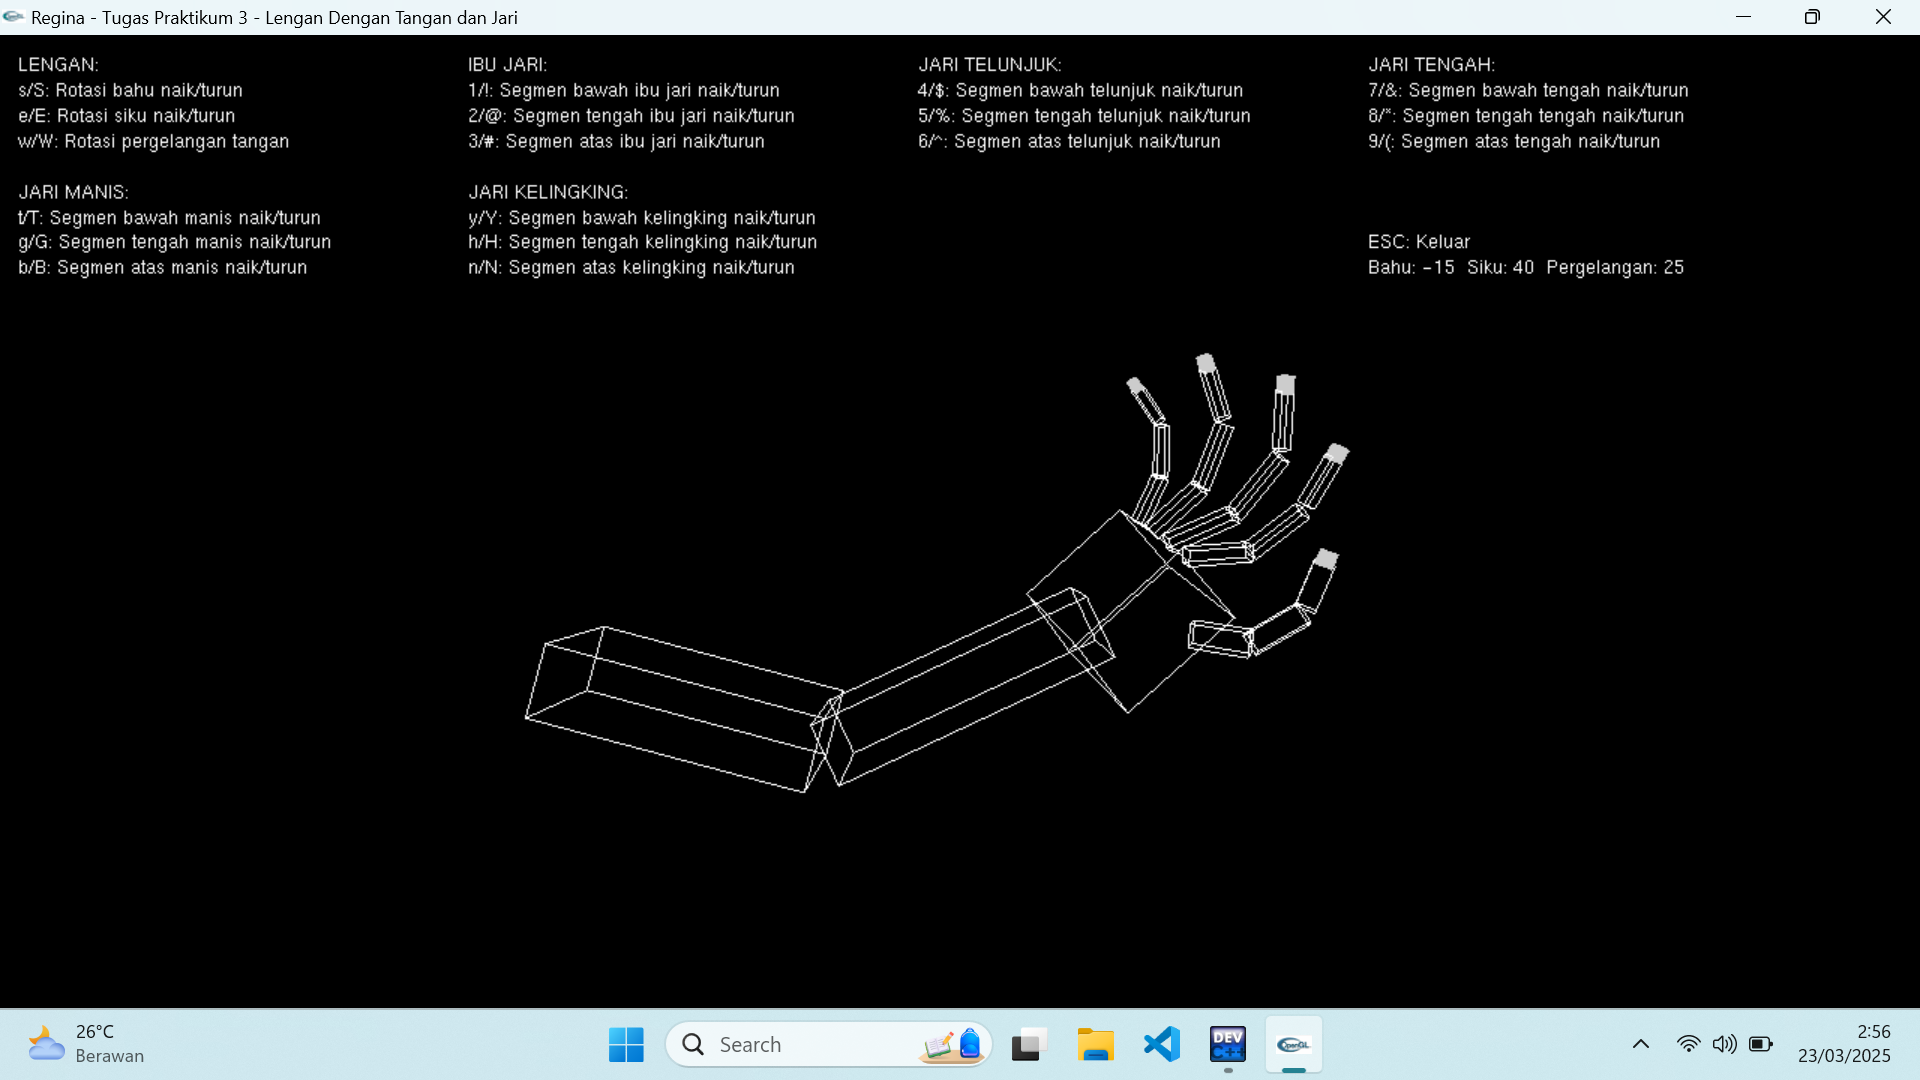 Regina - Tugas Praktikum 3 - Lengan Dengan Tangan dan Jari
LENGAN:
s/S: Rotasi bahu naik/turun
e/E: Rotasi siku naik/turun
w/W: Rotasi pergelangan tangan
IBU JARI:
1/!: Segmen bawah ibu jari naik/turun
2/@: Segmen tengah ibu jari naik/turun
3/#: Segmen atas ibu jari naik/turun
JARI TELUNJUK:
4/$: Segmen bawah telunjuk naik/turun
5/%: Segmen tengah telunjuk naik/turun
6/^: Segmen atas telunjuk naik/turun
JARI TENGAH:
7/&: Segmen bawah tengah naik/turun
8/*: Segmen tengah tengah naik/turun
9/(: Segmen atas tengah naik/turun
JARI MANIS:
t/T: Segmen bawah manis naik/turun
g/G: Segmen tengah manis naik/turun
b/B: Segmen atas manis naik/turun
JARI KELINGKING:
y/Y: Segmen bawah kelingking naik/turun
h/H: Segmen tengah kelingking naik/turun
n/N: Segmen atas kelingking naik/turun
ESC: Keluar
Bahu: -15 Siku: 40 Pergelangan: 25
26°C
Berawan
Search
DEV
C++
OpenGL
2:56
23/03/2025